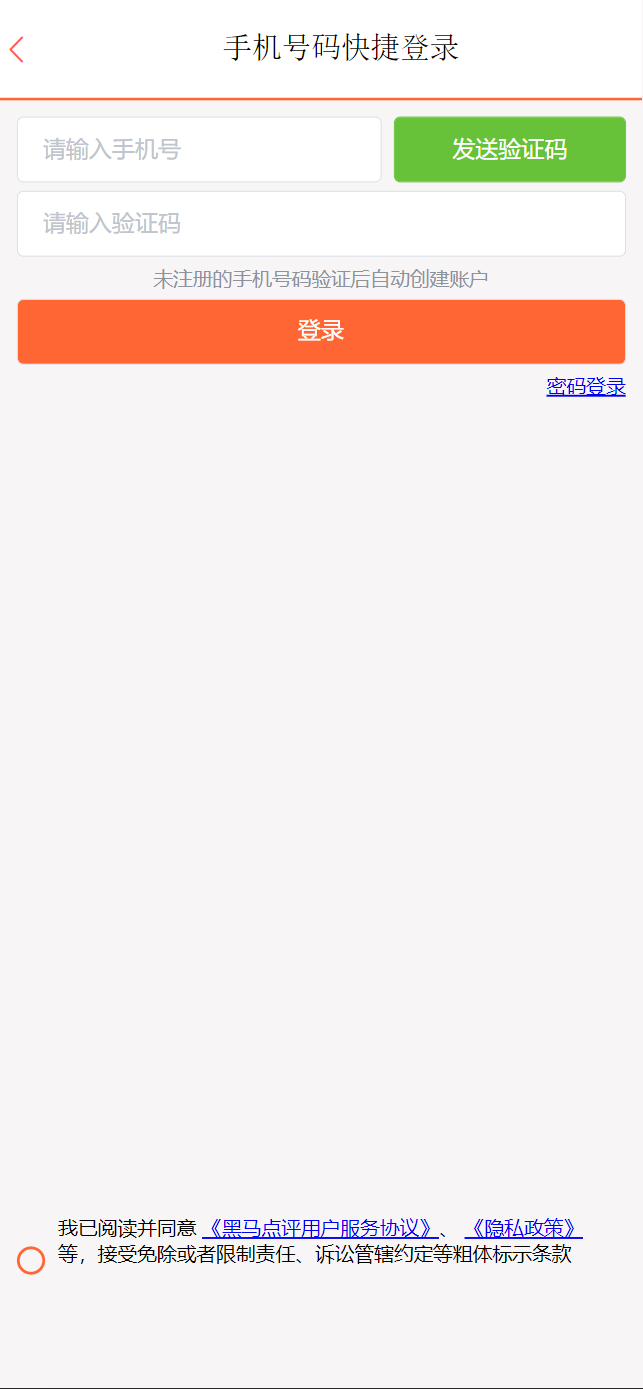 手机号码快捷登录
请输入手机号
发送验证码
请输入验证码
未注册的手机号码验证后自动创建账户
登录
密码登录
我已阅读并同意 《黑马点评用户服务协议》、 《隐私政策》
等，接受免除或者限制责任、诉讼管辖约定等粗体标示条款